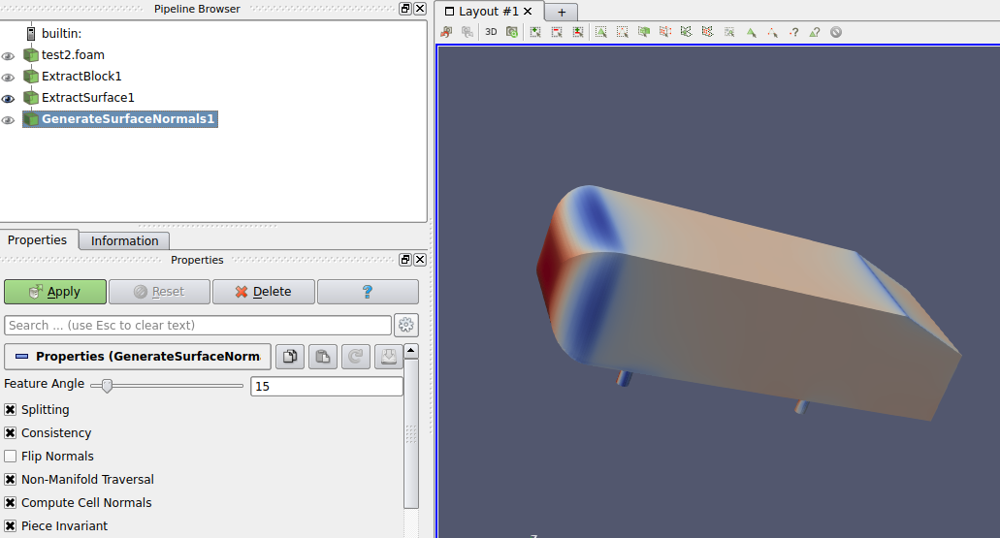 Pipeline Browser
builtin:
test2.foam
ExtractBlock1
ExtractSurface1
GenerateSurfaceNormals1
Properties
Information
Properties
Apply
Reset
Delete
?
Search ... (use Esc to clear text)
Properties (GenerateSurfaceNorm
Feature Angle
15
Splitting
Consistency
Flip Normals
Non-Manifold Traversal
Compute Cell Normals
Piece Invariant
Layout #1
+
3D